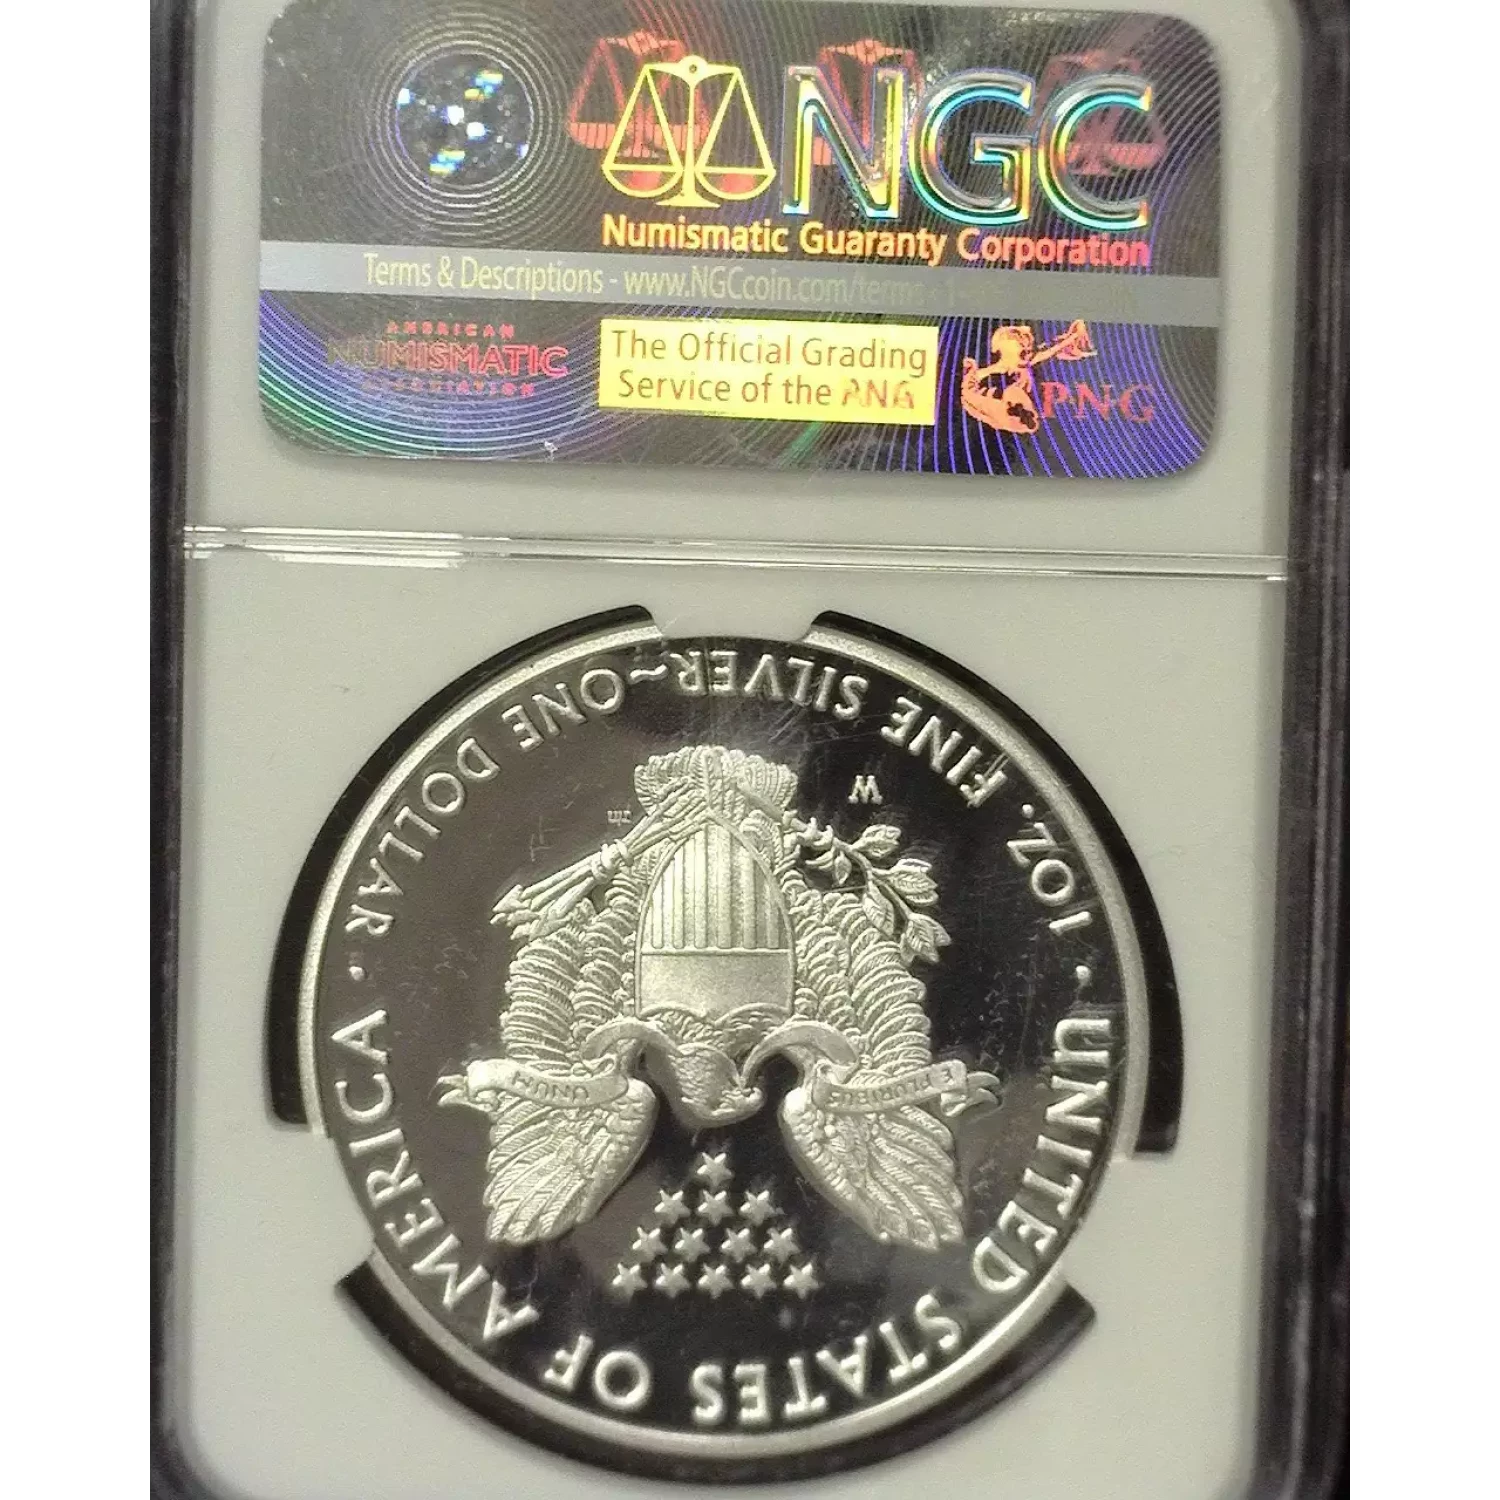 NGC
Numismatic Guaranty Corporation
Terms & Descriptions - www.NGCcoin.com/terms
AMERICAN
NUMISMATIC
ASSOCIATION
The Official Grading
Service of the ANA
P·N·G
UNITED STATES OF AMERICA
1 OZ. FINE SILVER~ONE DOLLAR
W
E PLURIBUS
UNUM